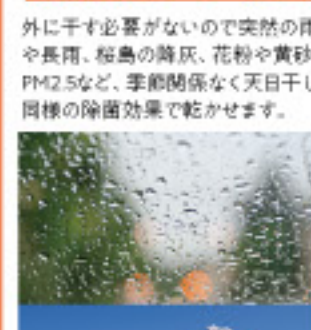 外に干す必要がないので突然の雨
や長雨、桜島の降灰、花粉や黄砂
PM2.5など、季節関係なく天日干し
同様の除菌効果で乾かせます。